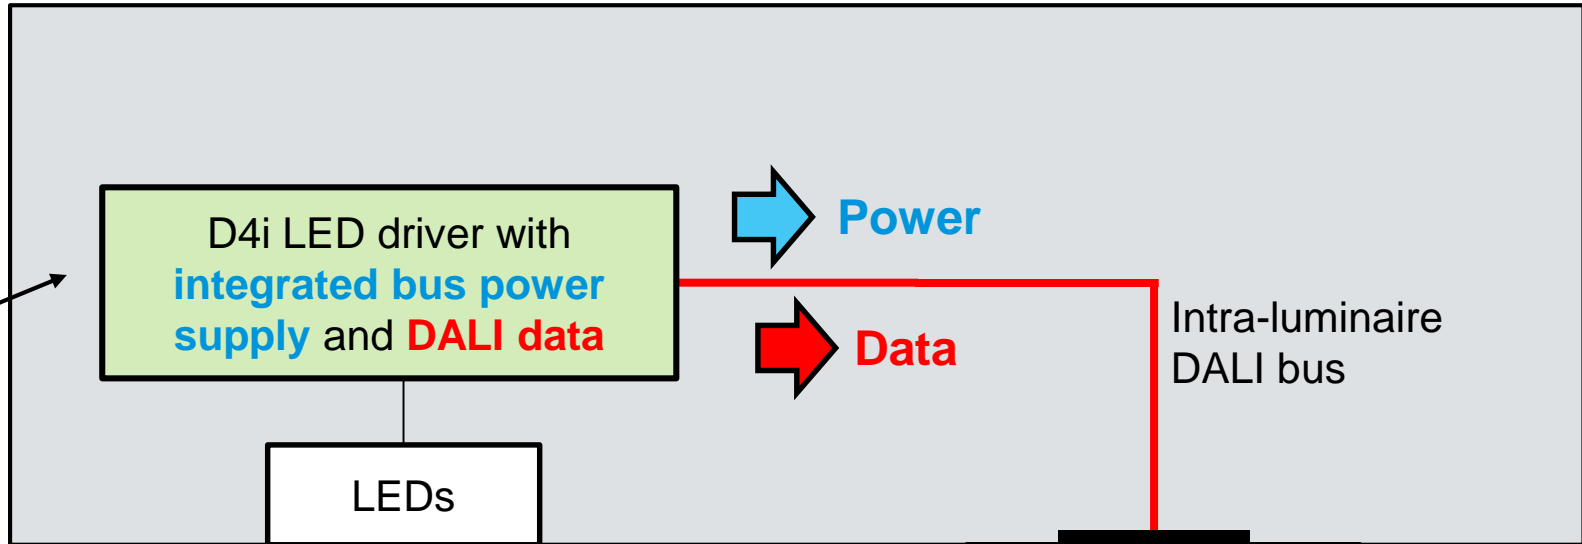 D4i LED driver with
integrated bus power
supply and DALI data
Power
Data
Intra-luminaire
DALI bus
LEDs